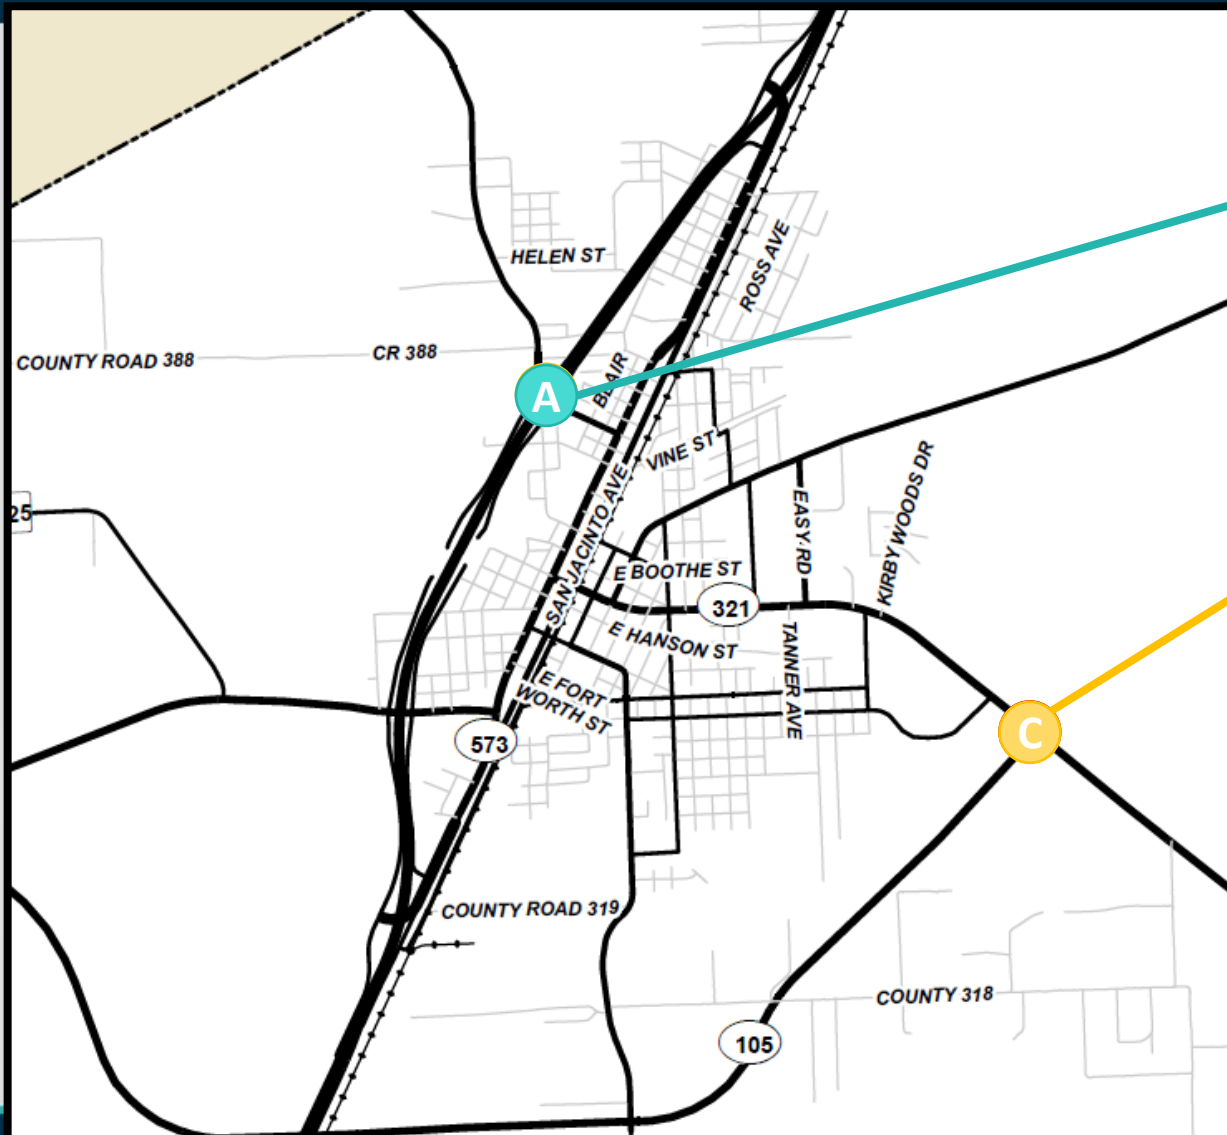 HELEN ST
ROSS AVE
COUNTY ROAD 388
CR 388
A
BLAIR
VINE ST
25
SAN JACINTO AVE
EASY RD
KIRBY WOODS DR
E BOOTHE ST
321
E HANSON ST
TANNER AVE
E FORT
WORTH ST
573
C
COUNTY ROAD 319
COUNTY 318
105